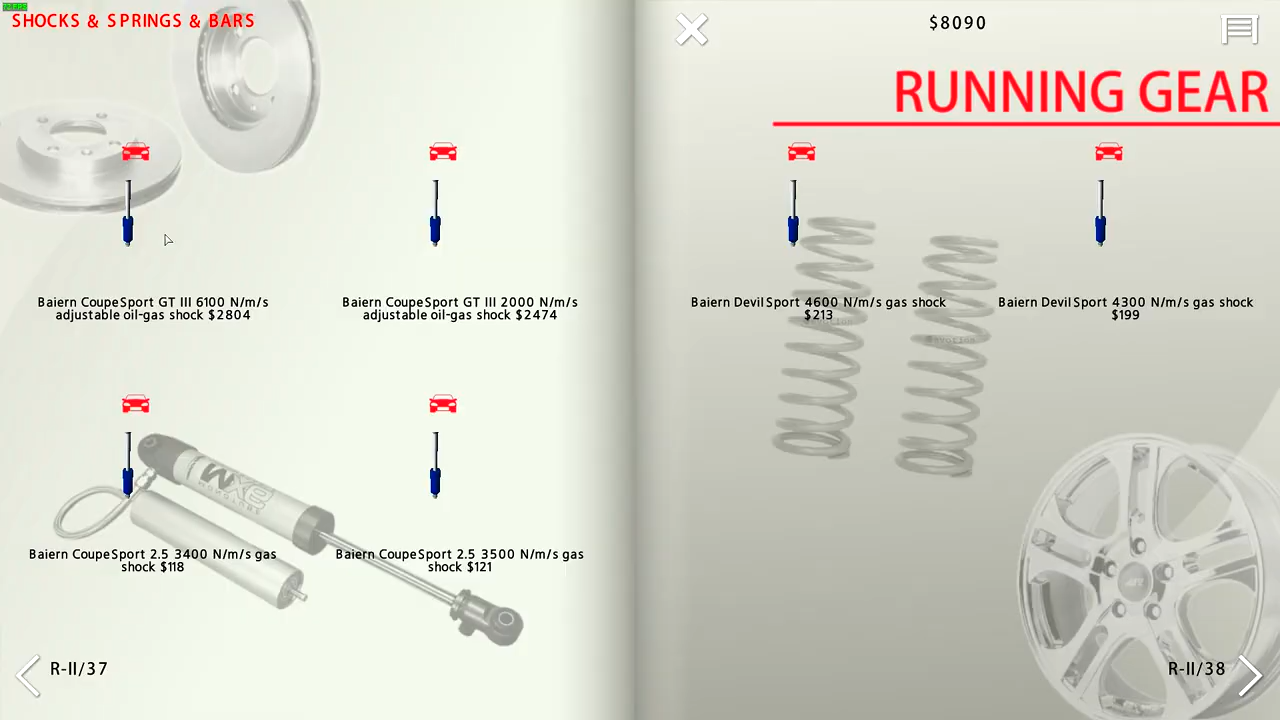 SHOCKS & SPRINGS & BARS
$8090
RUNNING GEAR
Baiern CoupeSport GT III 6100 N/m/s
adjustable oil-gas shock $2804
Baiern CoupeSport GT III 2000 N/m/s
adjustable oil-gas shock $2474
Baiern DevilSport 4600 N/m/s gas shock
$213
Baiern DevilSport 4300 N/m/s gas shock
$199
Baiern CoupeSport 2.5 3400 N/m/s gas
shock $118
Baiern CoupeSport 2.5 3500 N/m/s gas
shock $121
R-II/37
R-II/38